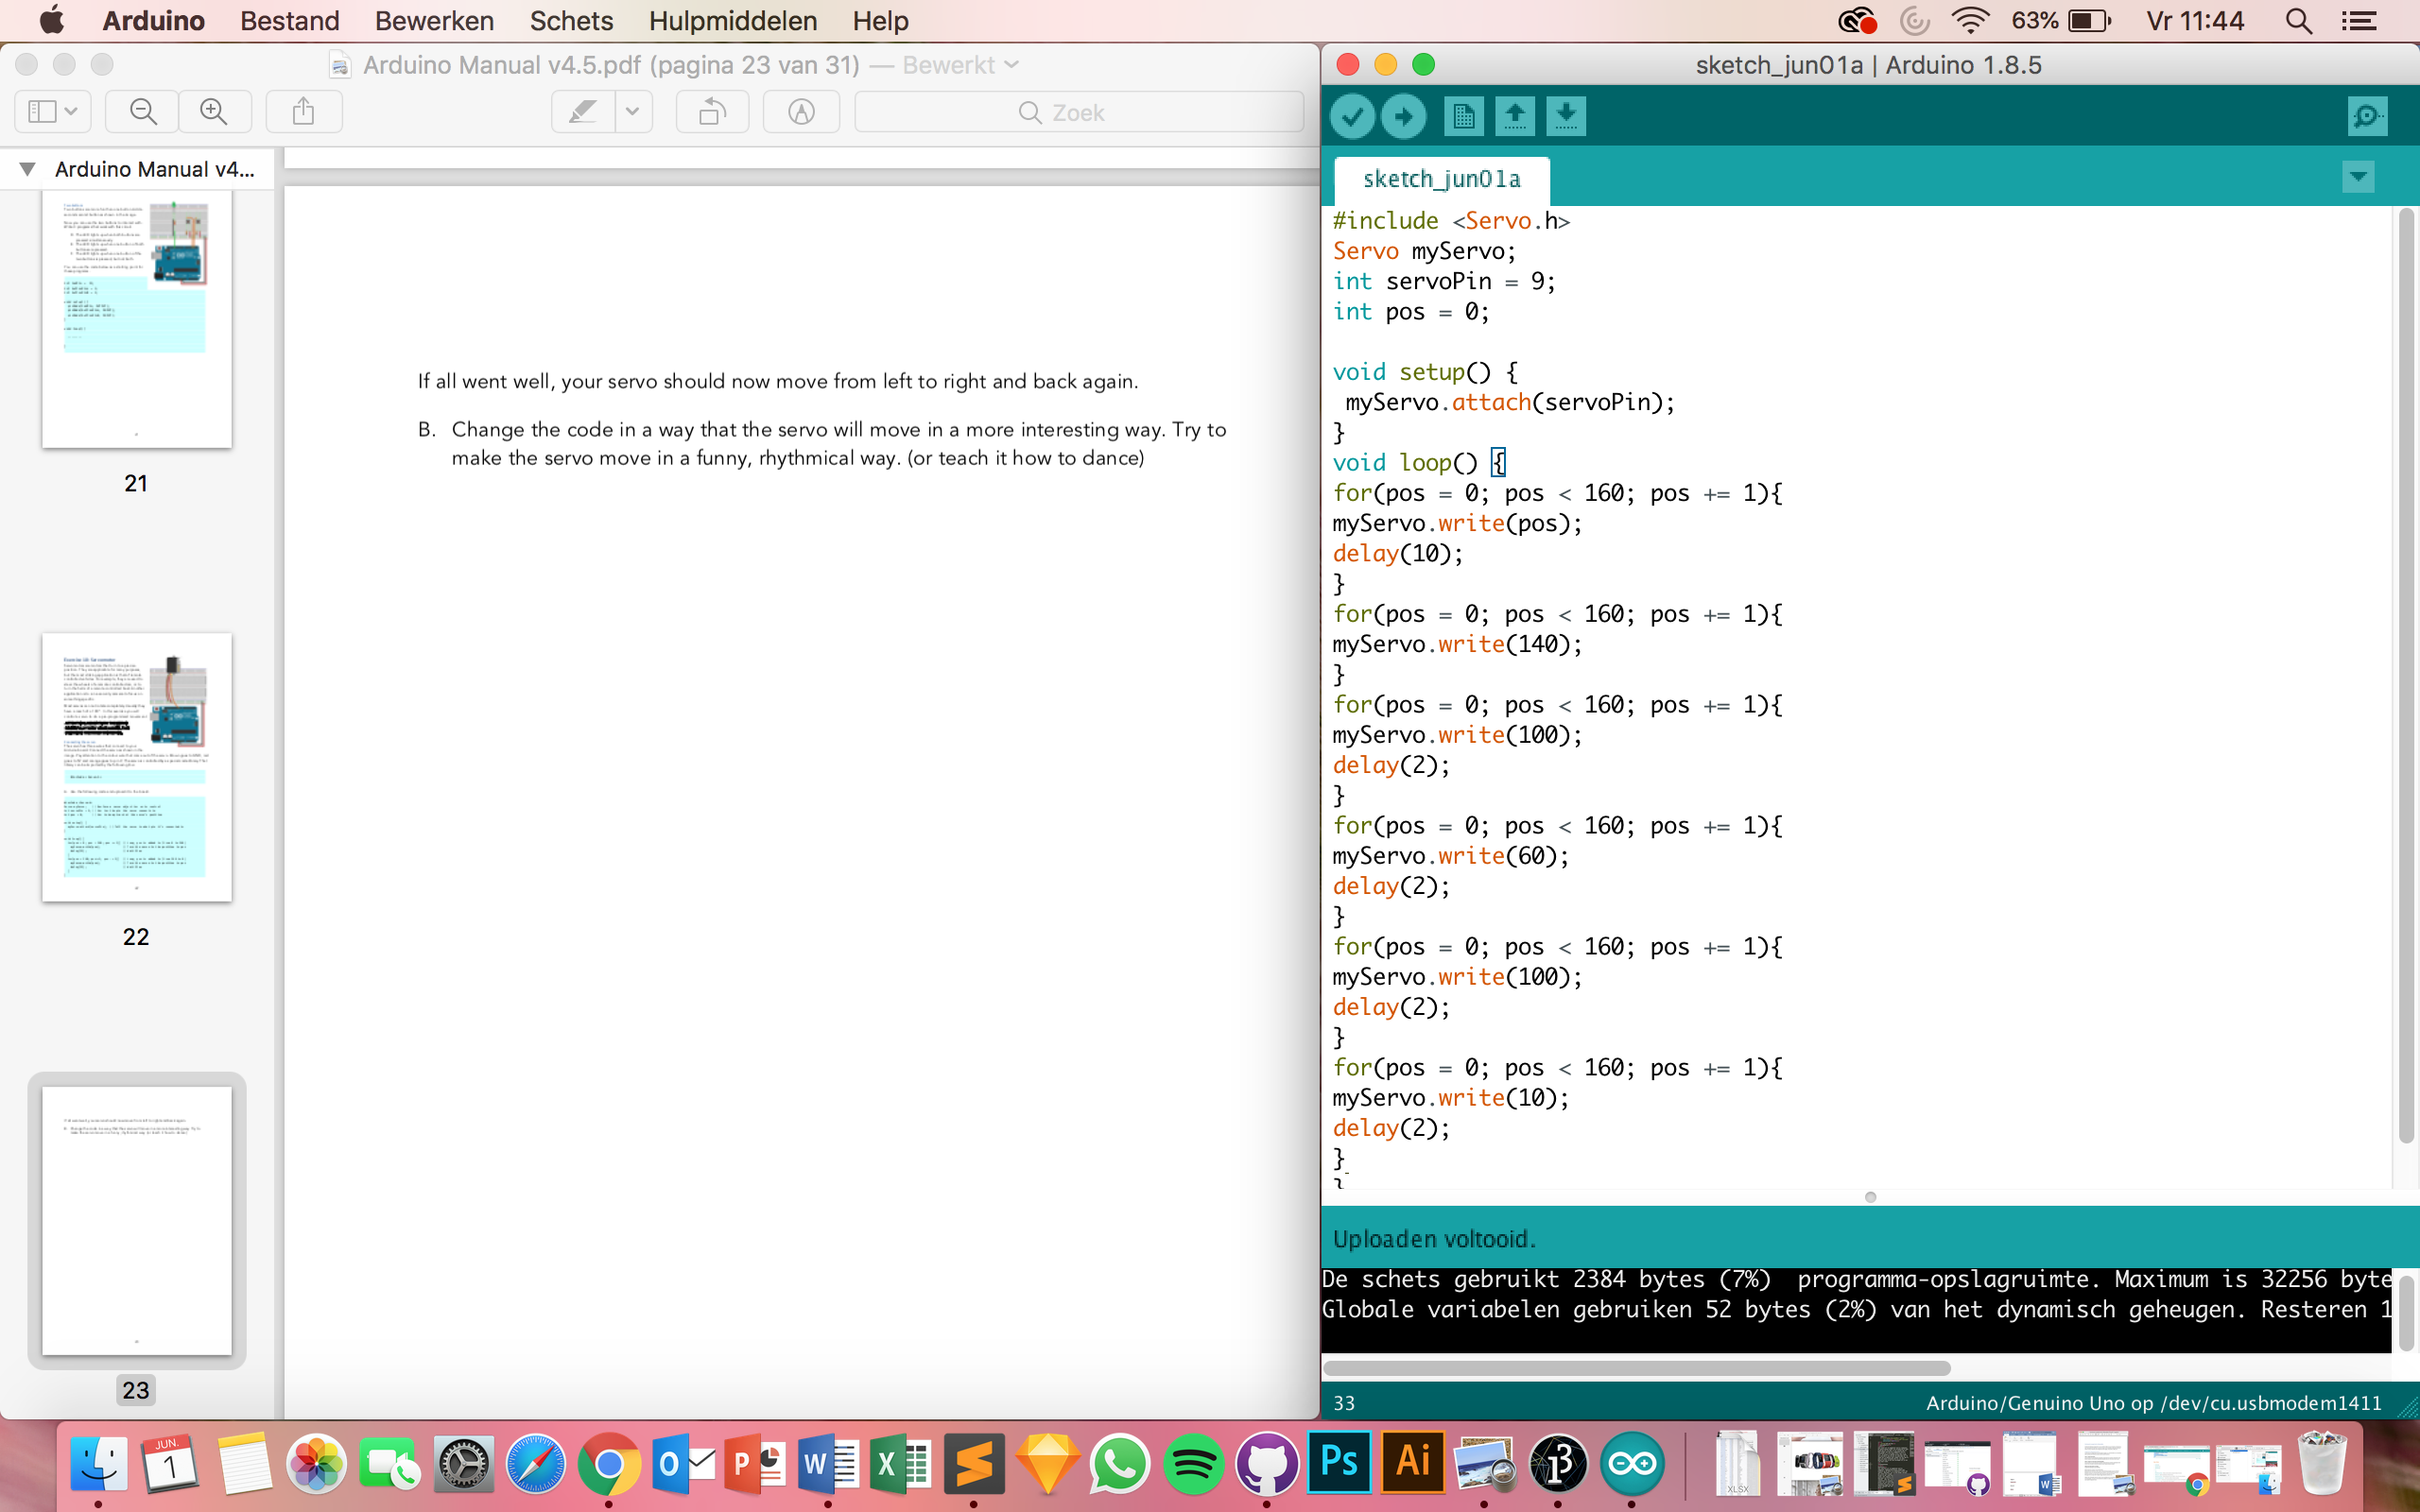 Arduino Bestand Bewerken Schets Hulpmiddelen Help 63% Vr 11:44
Arduino Manual v4.5.pdf (pagina 23 van 31) — Bewerkt
Zoek
Arduino Manual v4...
21
22
23
If all went well, your servo should now move from left to right and back again.
B. Change the code in a way that the servo will move in a more interesting way. Try to
make the servo move in a funny, rhythmical way. (or teach it how to dance)
sketch_jun01a | Arduino 1.8.5
sketch_jun01a
#include <Servo.h>
Servo myServo;
int servoPin = 9;
int pos = 0;
void setup() {
myServo.attach(servoPin);
}
void loop() {
for(pos = 0; pos < 160; pos += 1){
myServo.write(pos);
delay(10);
}
for(pos = 0; pos < 160; pos += 1){
myServo.write(140);
}
for(pos = 0; pos < 160; pos += 1){
myServo.write(100);
delay(2);
}
for(pos = 0; pos < 160; pos += 1){
myServo.write(60);
delay(2);
}
for(pos = 0; pos < 160; pos += 1){
myServo.write(100);
delay(2);
}
for(pos = 0; pos < 160; pos += 1){
myServo.write(10);
delay(2);
}
}
Uploaden voltooid.
De schets gebruikt 2384 bytes (7%)  programma-opslagruimte. Maximum is 32256 byte
Globale variabelen gebruiken 52 bytes (2%) van het dynamisch geheugen. Resteren 1
33
Arduino/Genuino Uno op /dev/cu.usbmodem1411
JUN.
1
Ps
Ai
XLSX